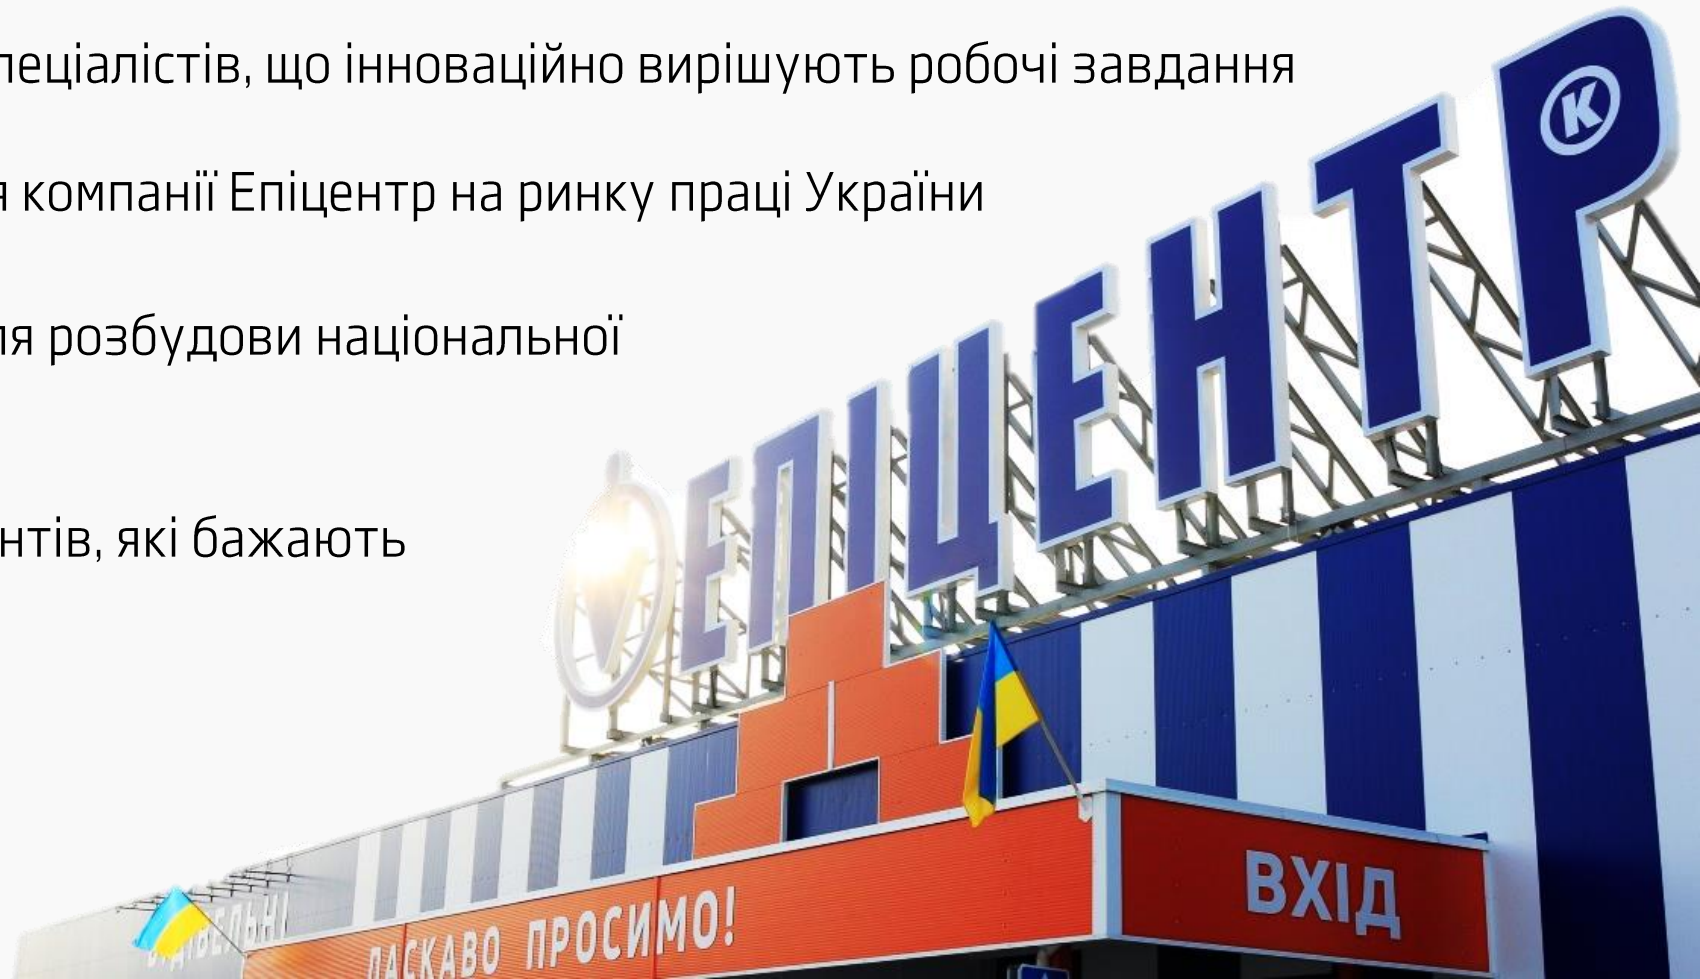 пеціалістів, що інноваційно вирішують робочі завдання
я компанії Епіцентр на ринку праці України
ля розбудови національної
нтів, які бажають
ЕПІЦЕНТР
К
ЛАСКАВО ПРОСИМО!
ВХІД